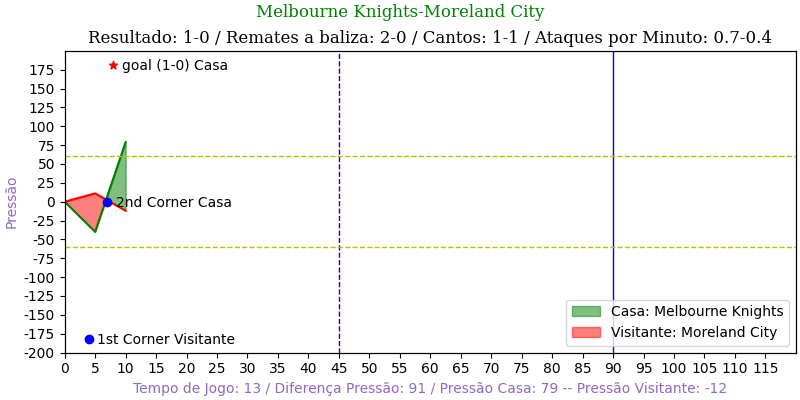 Melbourne Knights-Moreland City
Resultado: 1-0 / Remates a baliza: 2-0 / Cantos: 1-1 / Ataques por Minuto: 0.7-0.4
175
goal (1-0) Casa
150
125
100
75
50
25
0
2nd Corner Casa
-25
-50
-75
-100
-125
-150
-175
-200
Pressão
1st Corner Visitante
Casa: Melbourne Knights
Visitante: Moreland City
0 5 10 15 20 25 30 35 40 45 50 55 60 65 70 75 80 85 90 95 100 105 110 115
Tempo de Jogo: 13 / Diferença Pressão: 91 / Pressão Casa: 79 -- Pressão Visitante: -12